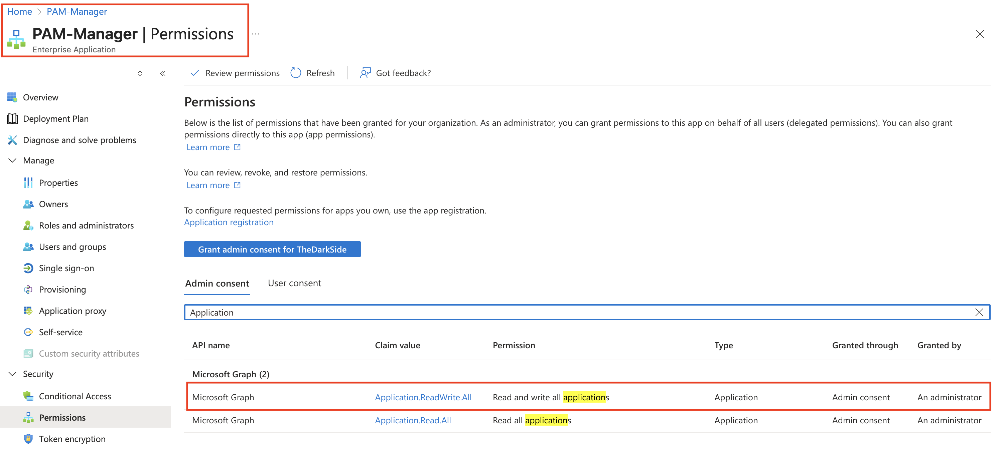 Home > PAM-Manager
PAM-Manager | Permissions
...
Enterprise Application
Review permissions Refresh Got feedback?
Overview
Deployment Plan
Diagnose and solve problems
Manage
Properties
Owners
Roles and administrators
Users and groups
Single sign-on
Provisioning
Application proxy
Self-service
Custom security attributes
Security
Conditional Access
Permissions
Token encryption
Permissions
Below is the list of permissions that have been granted for your organization. As an administrator, you can grant permissions to this app on behalf of all users (delegated permissions). You can also grant
permissions directly to this app (app permissions).
Learn more
You can review, revoke, and restore permissions.
Learn more
To configure requested permissions for apps you own, use the app registration.
Application registration
Grant admin consent for TheDarkSide
Admin consent User consent
Application
API name Claim value Permission Type Granted through Granted by
Microsoft Graph (2)
Microsoft Graph Application.ReadWrite.All Read and write all applications Application Admin consent An administrator
Microsoft Graph Application.Read.All Read all applications Application Admin consent An administrator